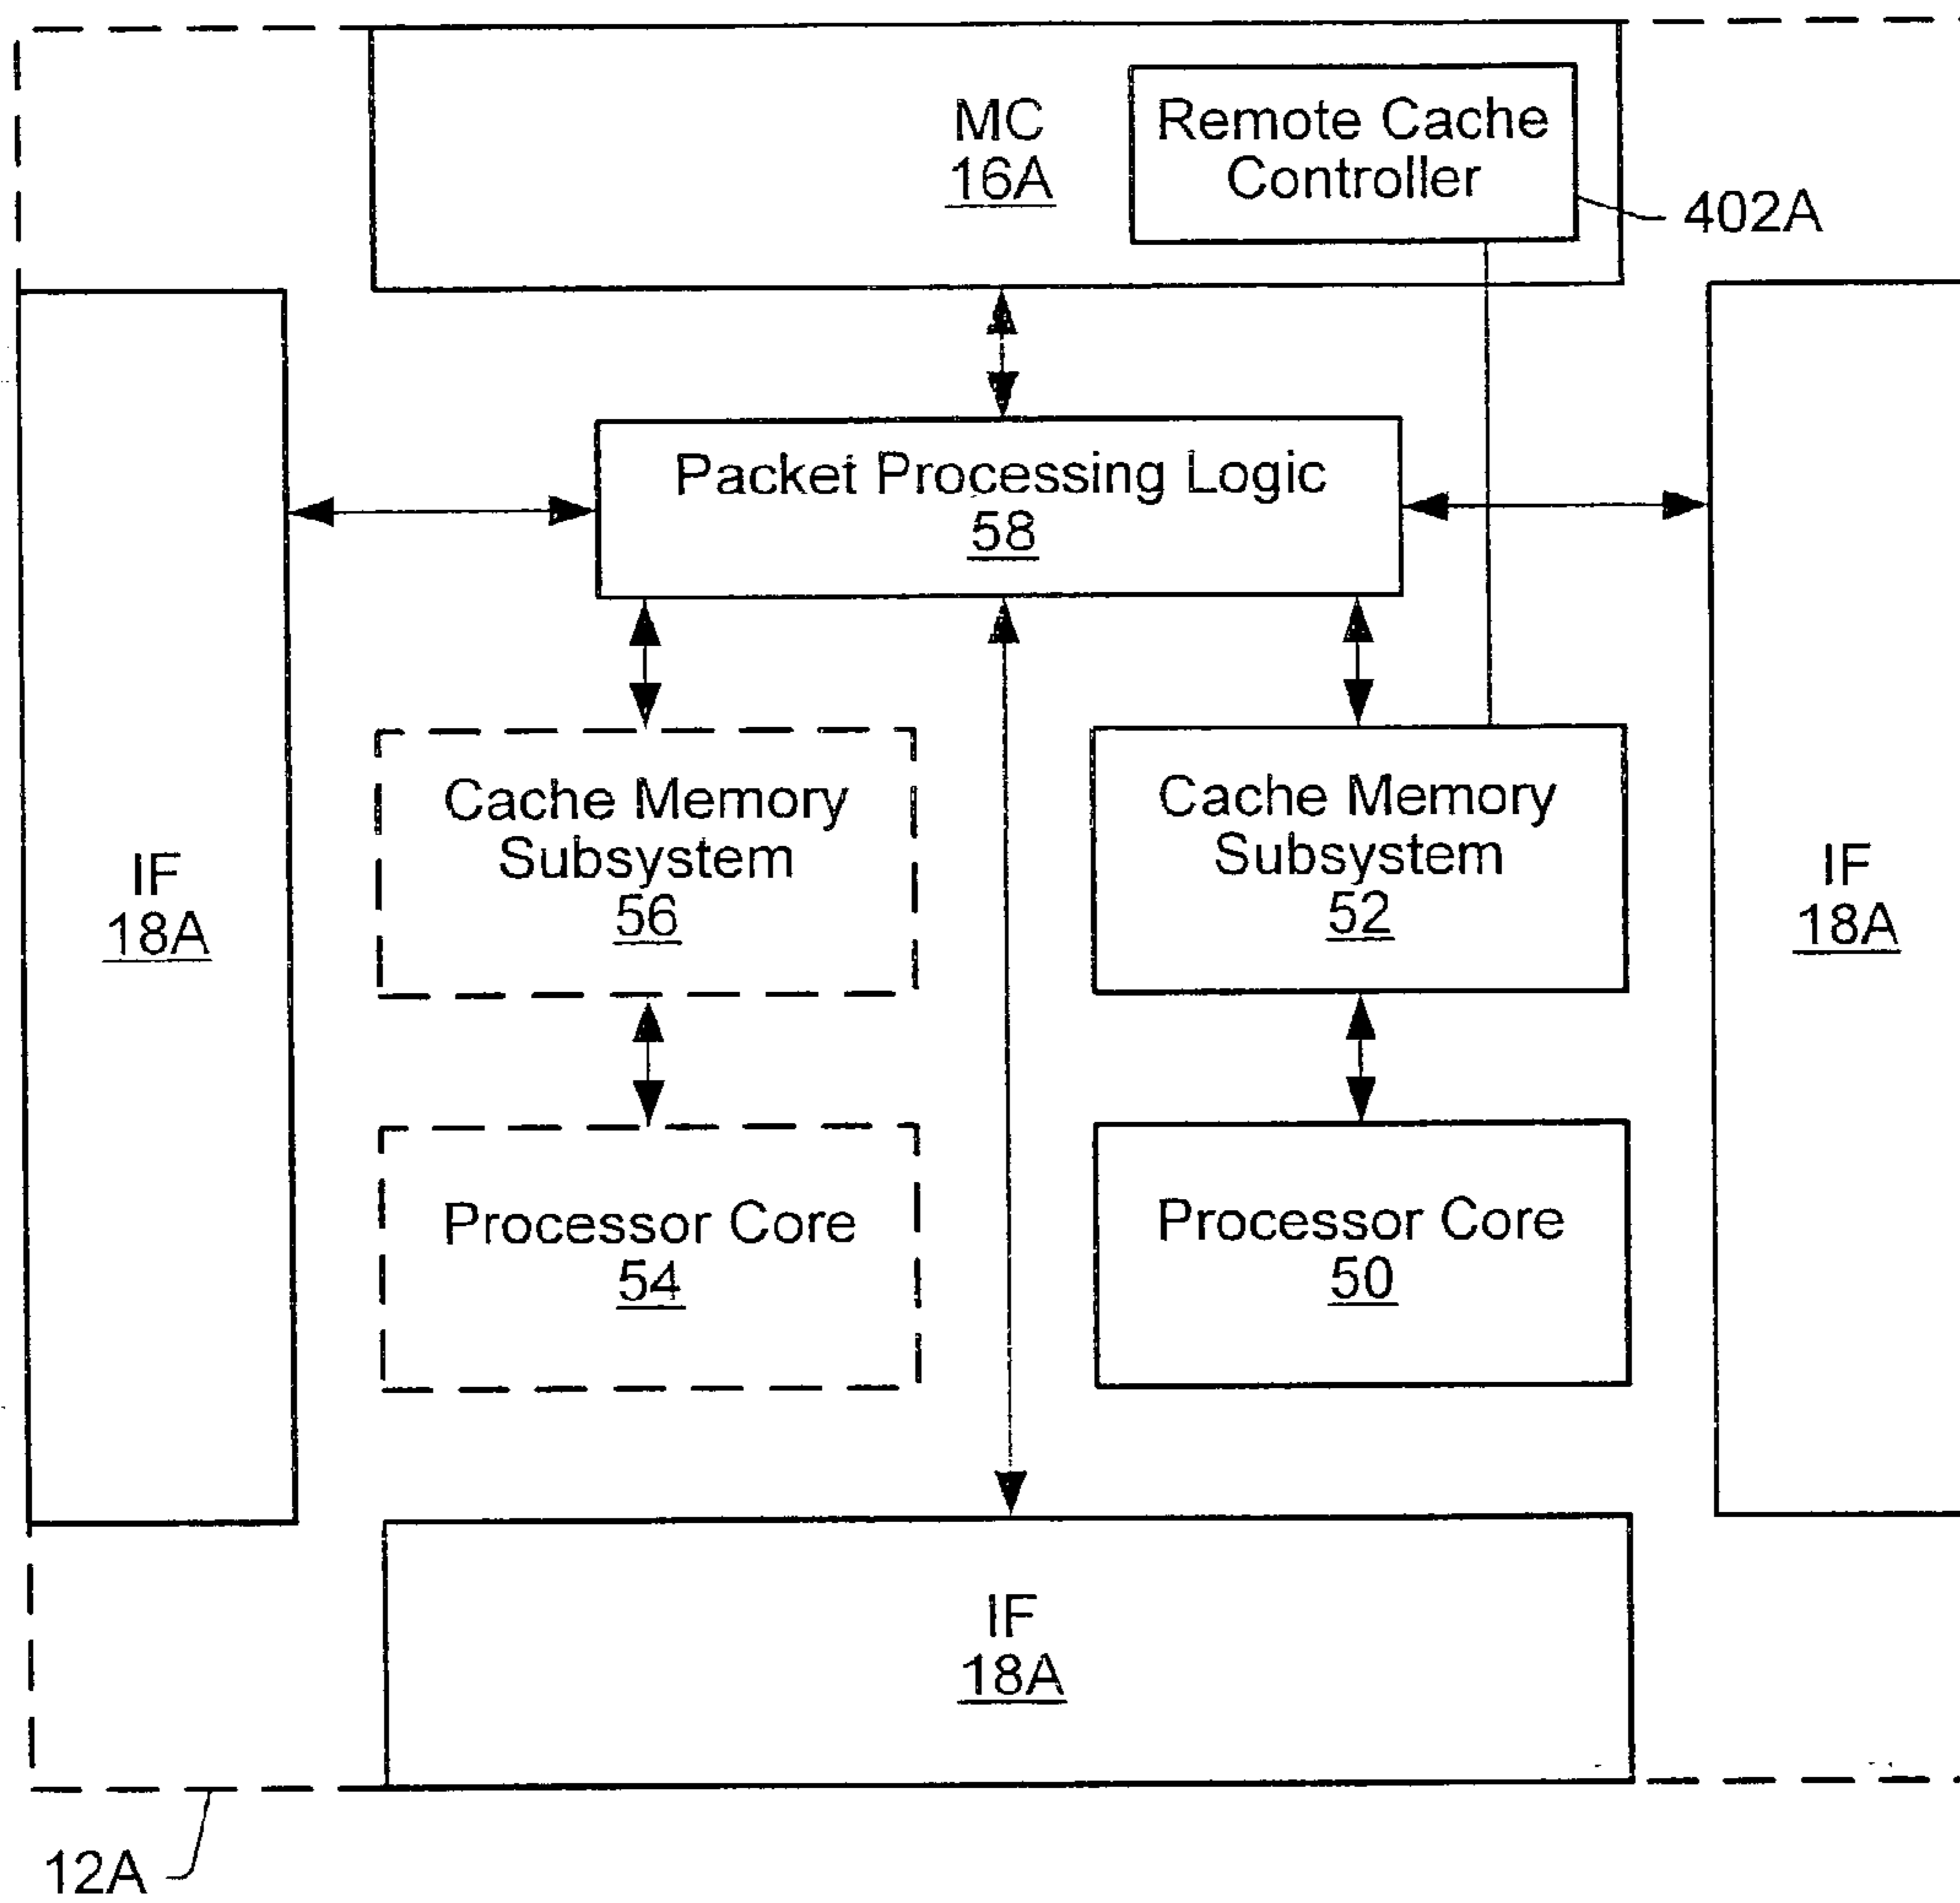 MC
16A
Remote Cache
Controller
402A
Packet Processing Logic
58
Cache Memory
Subsystem
56
Cache Memory
Subsystem
52
IF
18A
IF
18A
Processor Core
54
Processor Core
50
IF
18A
12A